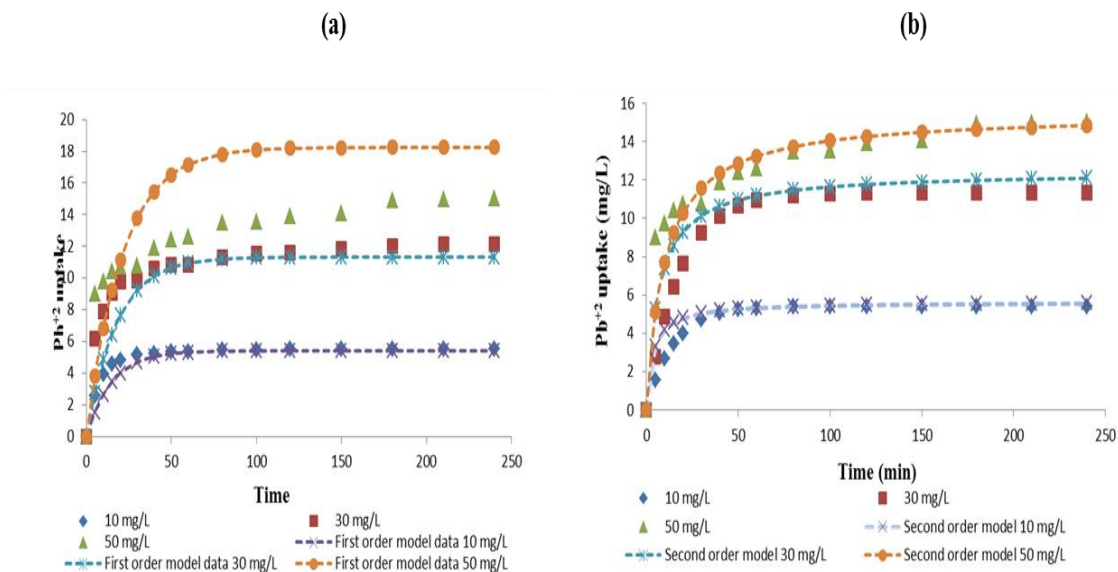 (a)
(b)
20
18
16
14
12
10
8
6
4
2
0
Pb+2 uptake
0 50 100 150 200 250
Time
10 mg/L 30 mg/L
50 mg/L First order model data 10 mg/L
First order model data 30 mg/L First order model data 50 mg/L
16
14
12
10
8
6
4
2
0
Pb+2 uptake (mg/L)
0 50 100 150 200 250
Time (min)
10 mg/L 30 mg/L
50 mg/L Second order model 10 mg/L
Second order model 30 mg/L Second order model 50 mg/L